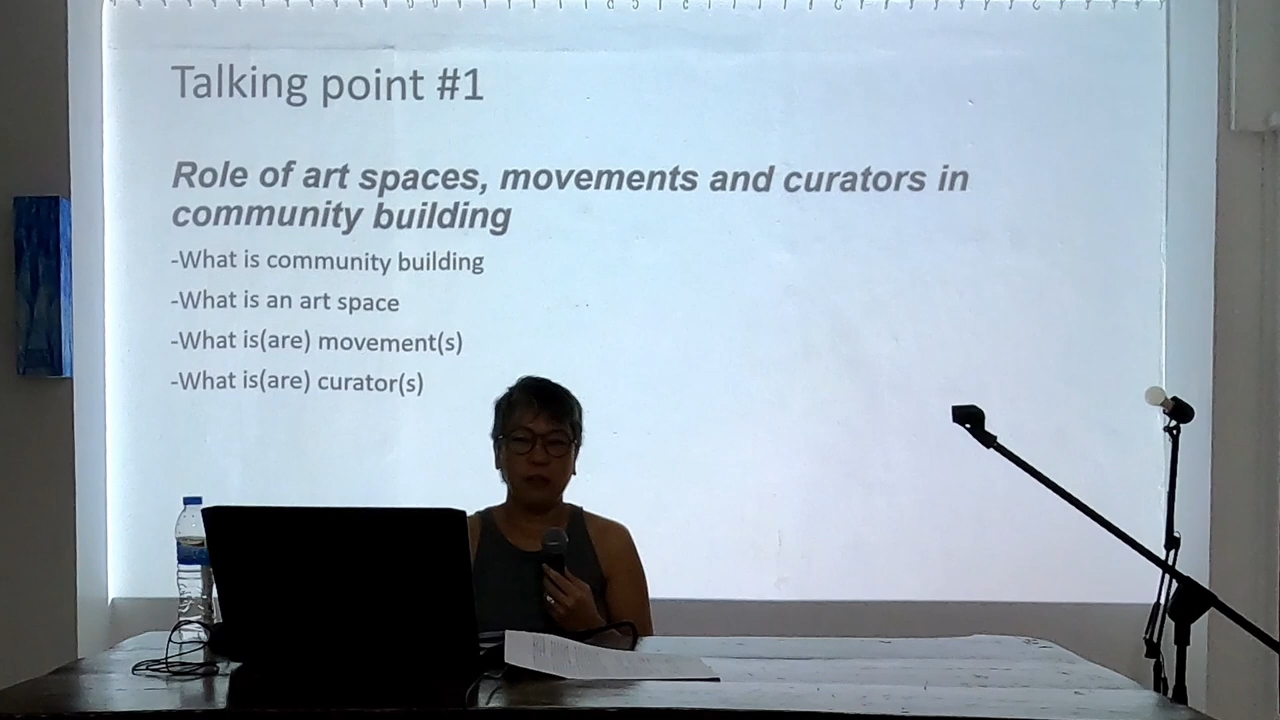 Talking point #1
Role of art spaces, movements and curators in
community building
-What is community building
-What is an art space
-What is(are) movement(s)
-What is(are) curator(s)